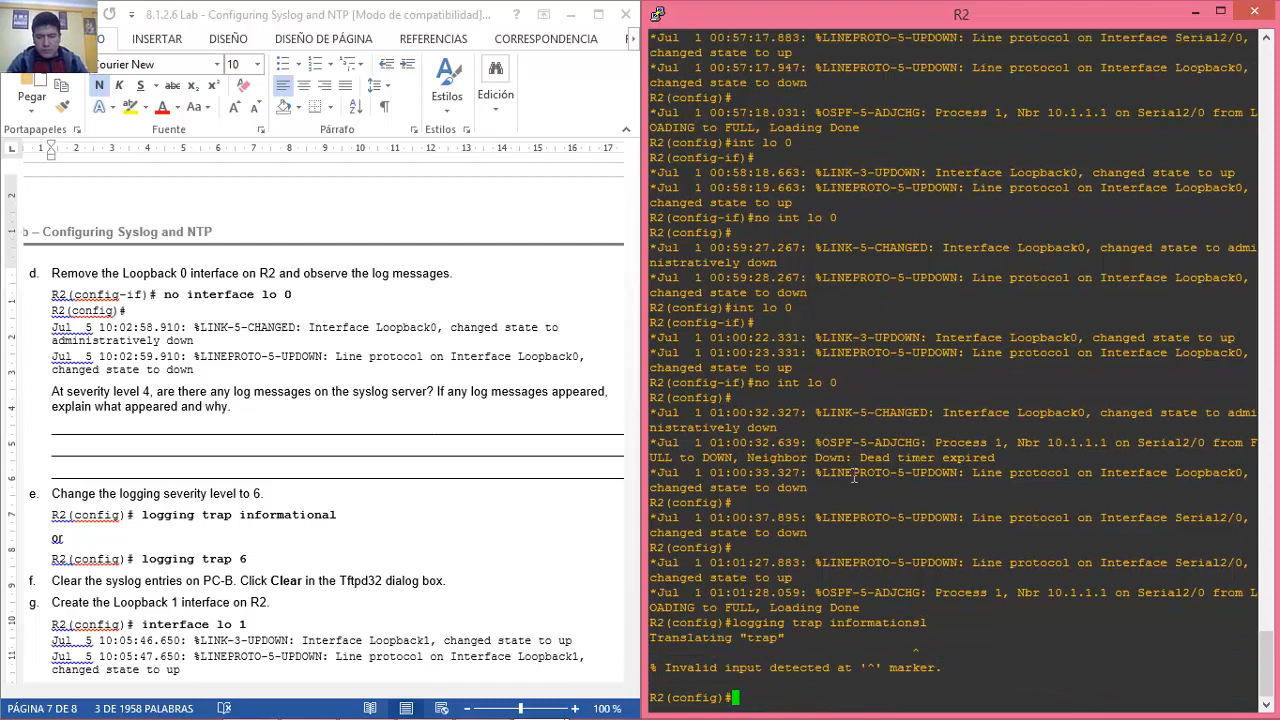 8.1.2.6 Lab - Configuring Syslog and NTP [Modo de compatibilidad]...
INSERTAR DISEÑO DISEÑO DE PÁGINA REFERENCIAS CORRESPONDENCIA
ourier New 10
Pegar
N K S abc x₂ x²
Estilos Edición
Portapapeles Fuente Párrafo Estilos
1 1 2 3 4 5 6 7 8 9 10 11 12 13 14 15 16 17
b – Configuring Syslog and NTP
d. Remove the Loopback 0 interface on R2 and observe the log messages.
R2(config-if)# no interface lo 0
R2(config)#
Jul 5 10:02:58.910: %LINK-5-CHANGED: Interface Loopback0, changed state to
administratively down
Jul 5 10:02:59.910: %LINEPROTO-5-UPDOWN: Line protocol on Interface Loopback0,
changed state to down
At severity level 4, are there any log messages on the syslog server? If any log messages appeared,
explain what appeared and why.
e. Change the logging severity level to 6.
R2(config)# logging trap informational
or
R2(config)# logging trap 6
f. Clear the syslog entries on PC-B. Click Clear in the Tftpd32 dialog box.
g. Create the Loopback 1 interface on R2.
R2(config)# interface lo 1
Jul 5 10:05:46.650: %LINK-3-UPDOWN: Interface Loopback1, changed state to up
Jul 5 10:05:47.650: %LINEPROTO-5-UPDOWN: Line protocol on Interface Loopback1,
changed state to up
PÁGINA 7 DE 8 3 DE 1958 PALABRAS 100 %
R2
*Jul  1 00:57:17.883: %LINEPROTO-5-UPDOWN: Line protocol on Interface Serial2/0,
changed state to up
*Jul  1 00:57:17.947: %LINEPROTO-5-UPDOWN: Line protocol on Interface Loopback0,
changed state to down
R2(config)#
*Jul  1 00:57:18.031: %OSPF-5-ADJCHG: Process 1, Nbr 10.1.1.1 on Serial2/0 from L
OADING to FULL, Loading Done
R2(config)#int lo 0
R2(config-if)#
*Jul  1 00:58:18.663: %LINK-3-UPDOWN: Interface Loopback0, changed state to up
*Jul  1 00:58:19.663: %LINEPROTO-5-UPDOWN: Line protocol on Interface Loopback0,
changed state to up
R2(config-if)#no int lo 0
R2(config)#
*Jul  1 00:59:27.267: %LINK-5-CHANGED: Interface Loopback0, changed state to admi
nistratively down
*Jul  1 00:59:28.267: %LINEPROTO-5-UPDOWN: Line protocol on Interface Loopback0,
changed state to down
R2(config)#int lo 0
R2(config-if)#
*Jul  1 01:00:22.331: %LINK-3-UPDOWN: Interface Loopback0, changed state to up
*Jul  1 01:00:23.331: %LINEPROTO-5-UPDOWN: Line protocol on Interface Loopback0,
changed state to up
R2(config-if)#no int lo 0
R2(config)#
*Jul  1 01:00:32.327: %LINK-5-CHANGED: Interface Loopback0, changed state to admi
nistratively down
*Jul  1 01:00:32.639: %OSPF-5-ADJCHG: Process 1, Nbr 10.1.1.1 on Serial2/0 from F
ULL to DOWN, Neighbor Down: Dead timer expired
*Jul  1 01:00:33.327: %LINEPROTO-5-UPDOWN: Line protocol on Interface Loopback0,
changed state to down
R2(config)#
*Jul  1 01:00:37.895: %LINEPROTO-5-UPDOWN: Line protocol on Interface Serial2/0,
changed state to down
R2(config)#
*Jul  1 01:01:27.883: %LINEPROTO-5-UPDOWN: Line protocol on Interface Serial2/0,
changed state to up
*Jul  1 01:01:28.059: %OSPF-5-ADJCHG: Process 1, Nbr 10.1.1.1 on Serial2/0 from L
OADING to FULL, Loading Done
R2(config)#logging trap informationsl
Translating "trap"
^
% Invalid input detected at '^' marker.
R2(config)#